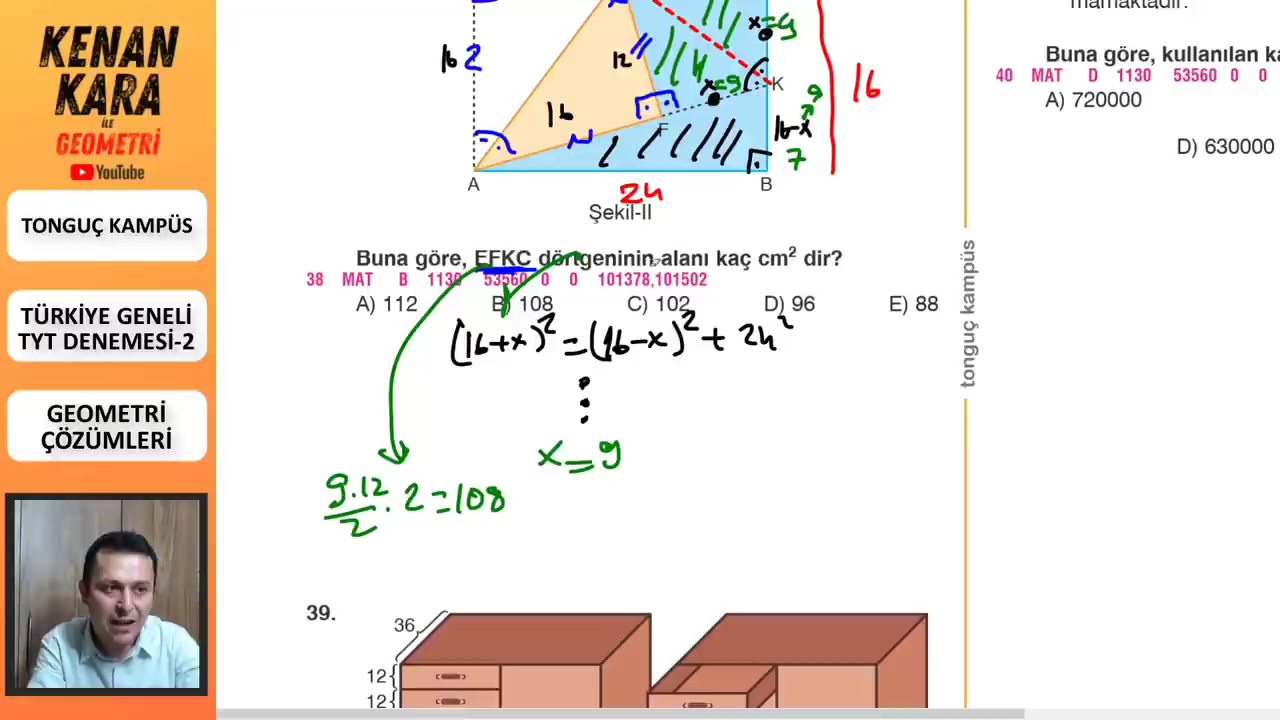 KENAN
KARA
İLE
GEOMETRİ
YouTube
TONGUÇ KAMPÜS
TÜRKİYE GENELİ
TYT DENEMESİ-2
GEOMETRİ
ÇÖZÜMLERİ
16
12
16
x=9
x=9
K
16-x
9
7
16
F
A
B
24
Şekil-II
Buna göre, EFKC dörtgeninin alanı kaç cm² dir?
38 MAT B 1130 53560 0 0 101378,101502
A) 112 B) 108 C) 102 D) 96 E) 88
(16+x)² = (16-x)² + 24²
x = 9
9.12/2 . 2 = 108
39.
36
12
12
tonguç kampüs
mamaktadır.
Buna göre, kullanılan
40 MAT D 1130 53560 0 0
A) 720000
D) 630000